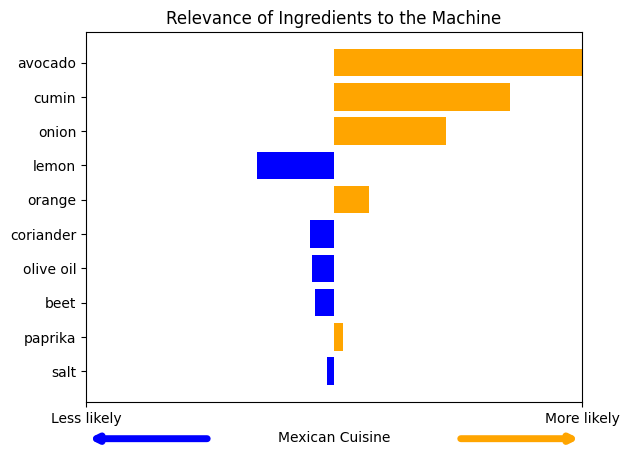 Relevance of Ingredients to the Machine
avocado
cumin
onion
lemon
orange
coriander
olive oil
beet
paprika
salt
Less likely
More likely
Mexican Cuisine